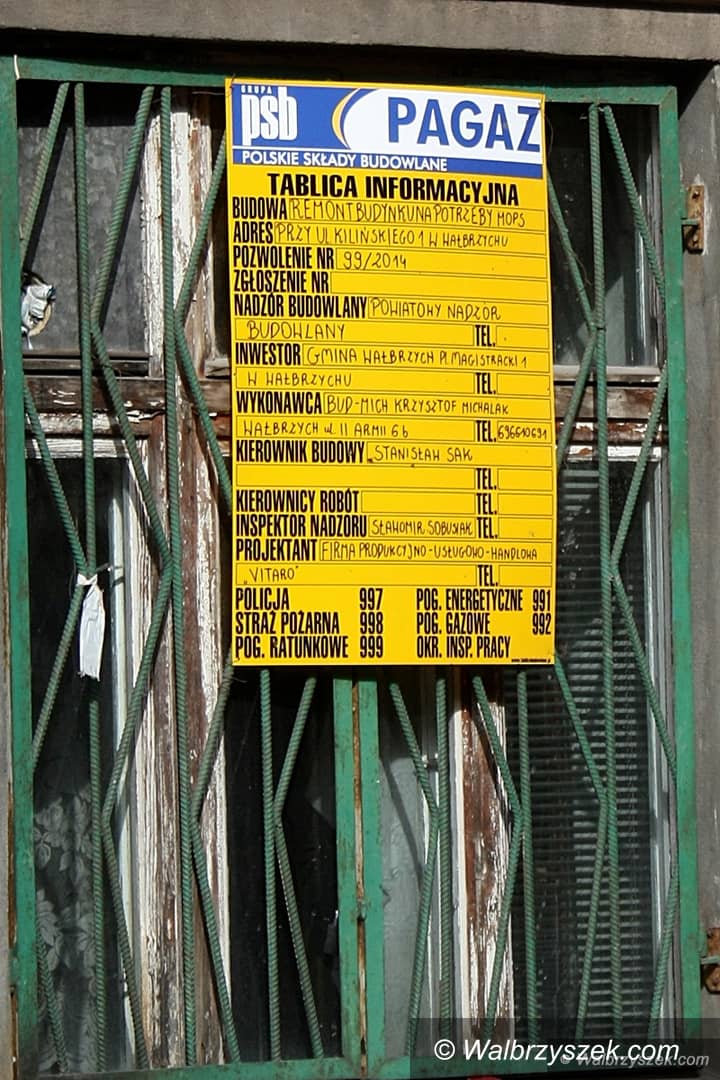 GRUPA
psb PAGAZ
POLSKIE SKŁADY BUDOWLANE
TABLICA INFORMACYJNA
BUDOWA REMONT BUDYNKU NA POTRZEBY MOPS
ADRES PRZY UL KILIŃSKIEGO 1 W WAŁBRZYCHU
POZWOLENIE NR 99/2014
ZGŁOSZENIE NR
NADZÓR BUDOWLANY POWIATOWY NADZÓR
BUDOWLANY TEL.
INWESTOR GMINA WAŁBRZYCH Pl. MAGISTRACKI 1
W WAŁBRZYCHU TEL.
WYKONAWCA BUD-MICH KRZYSZTOF MICHALAK
WAŁBRZYCH ul. II ARMII 6b TEL. 696610691
KIEROWNIK BUDOWY STANISŁAW SAK
TEL.
KIEROWNICY ROBÓT TEL.
INSPEKTOR NADZORU SŁAWOMIR SOBUSIAK TEL.
PROJEKTANT FIRMA PRODUKCYJNO-USŁUGOWO-HANDLOWA
„VITARO" TEL.
POLICJA 997 POG. ENERGETYCZNE 991
STRAŻ POŻARNA 998 POG. GAZOWE 992
POG. RATUNKOWE 999 OKR. INSP. PRACY
© Walbrzyszek.com
© Walbrzyszek.com